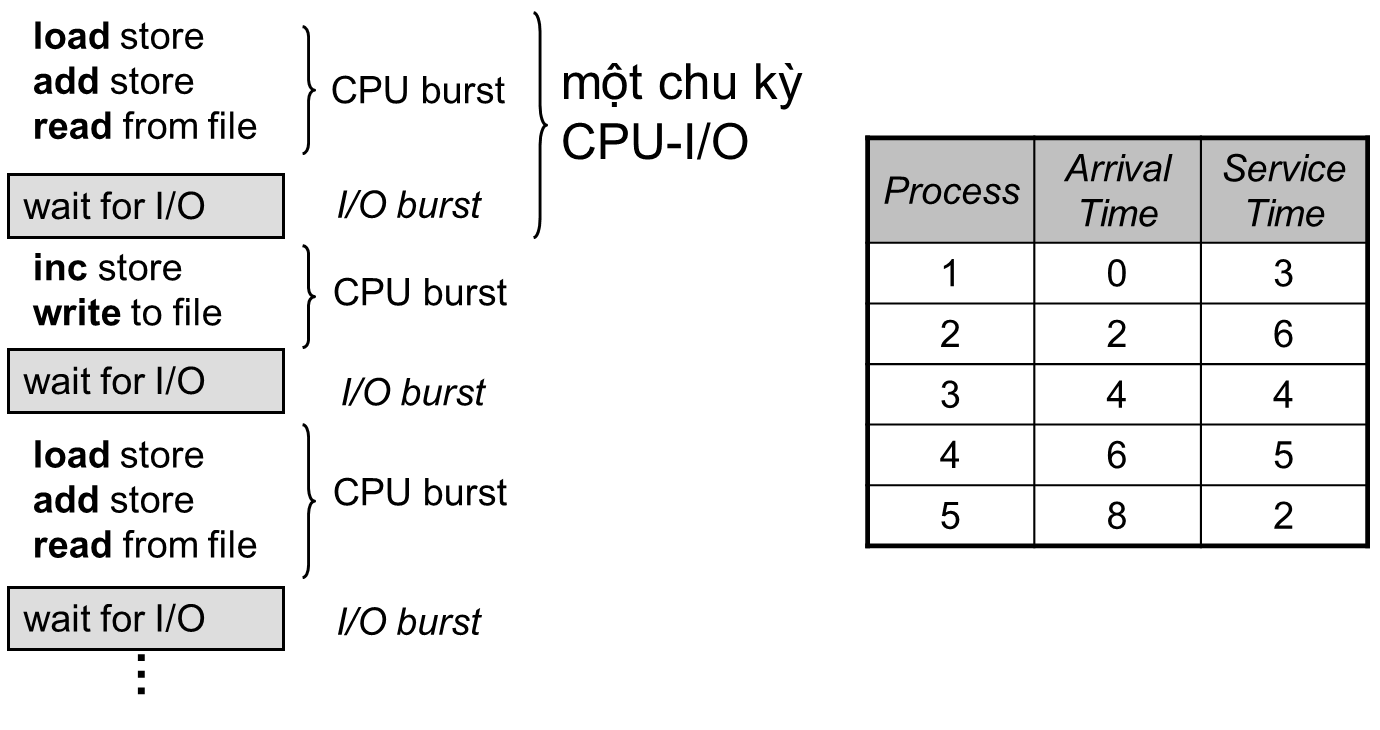 load store
add store
read from file
CPU burst
một chu kỳ
CPU-I/O
wait for I/O
I/O burst
inc store
write to file
CPU burst
wait for I/O
I/O burst
load store
add store
read from file
CPU burst
wait for I/O
I/O burst
Process Arrival Time Service Time
1 0 3
2 2 6
3 4 4
4 6 5
5 8 2